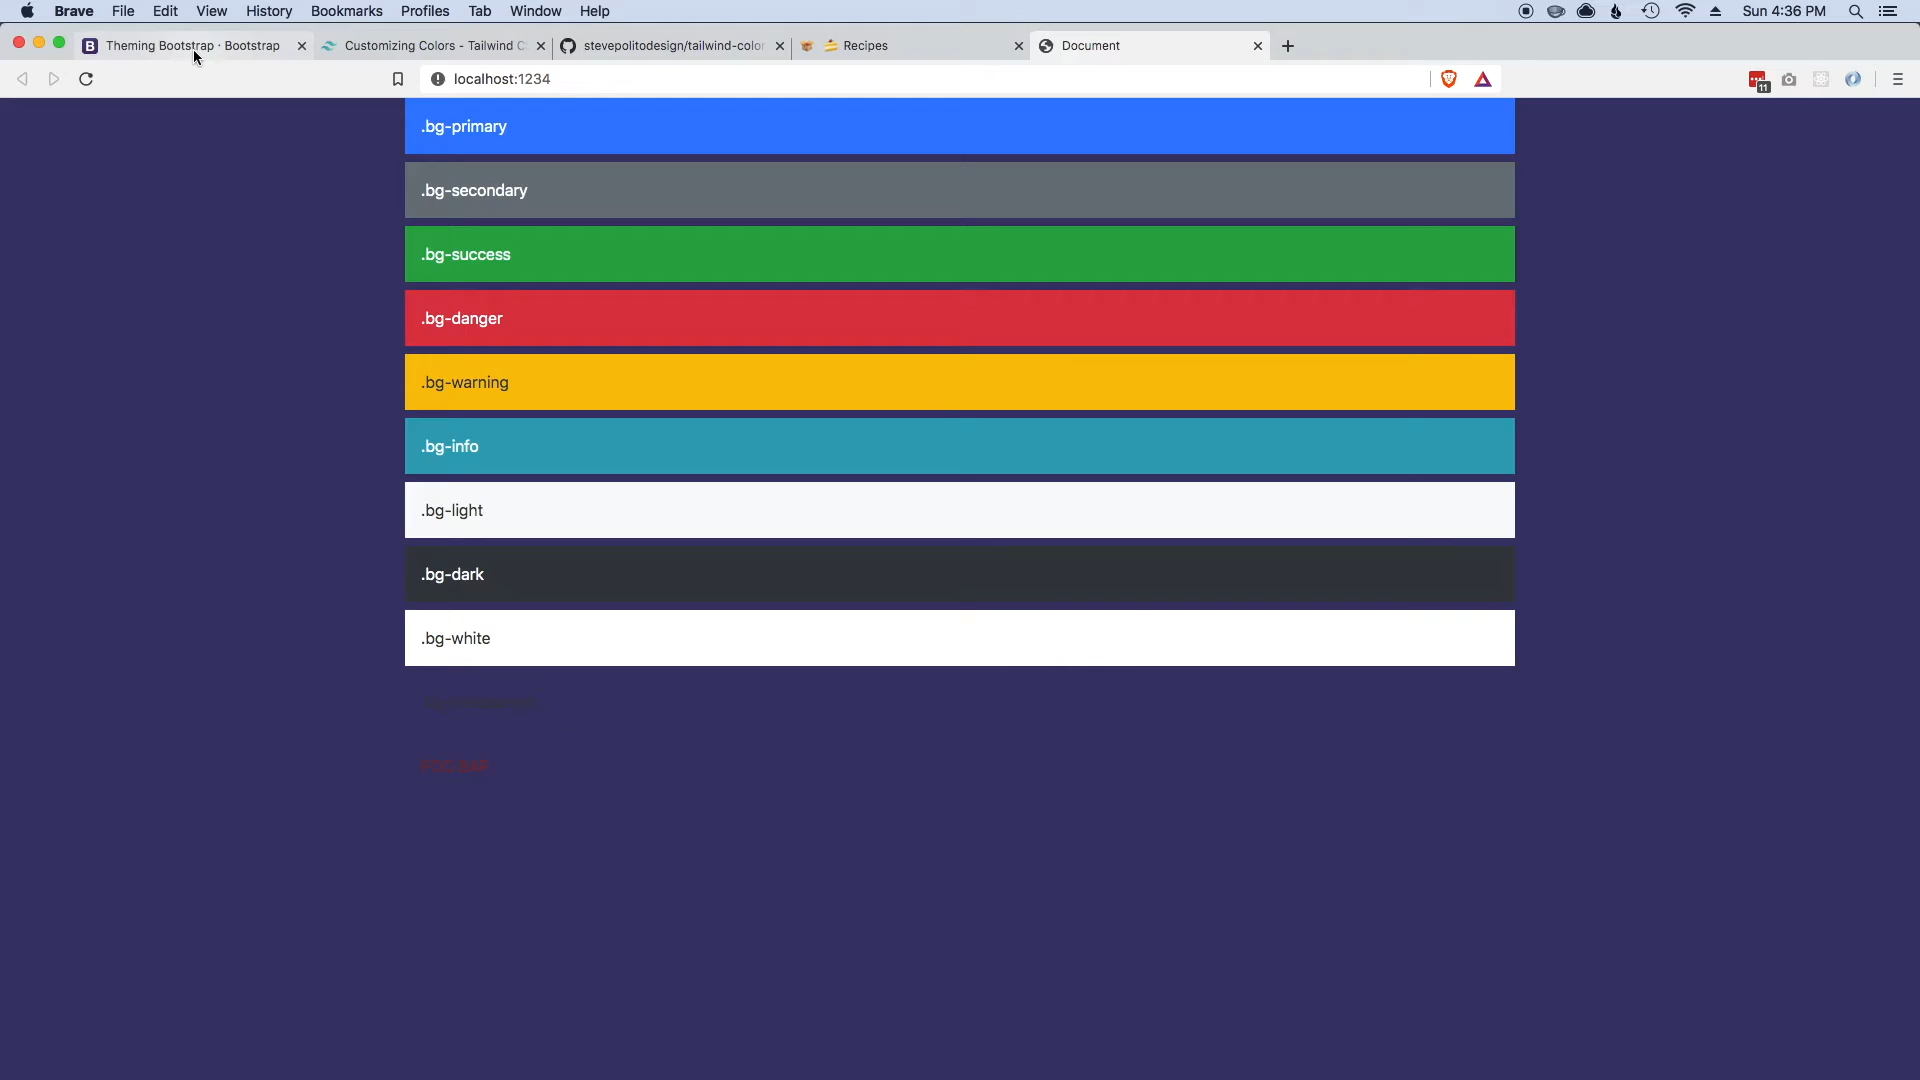 Brave File Edit View History Bookmarks Profiles Tab Window Help Sun 4:36 PM
Theming Bootstrap · Bootstrap Customizing Colors - Tailwind C stevepolitodesign/tailwind-color Recipes Document
localhost:1234 11
.bg-primary
.bg-secondary
.bg-success
.bg-danger
.bg-warning
.bg-info
.bg-light
.bg-dark
.bg-white